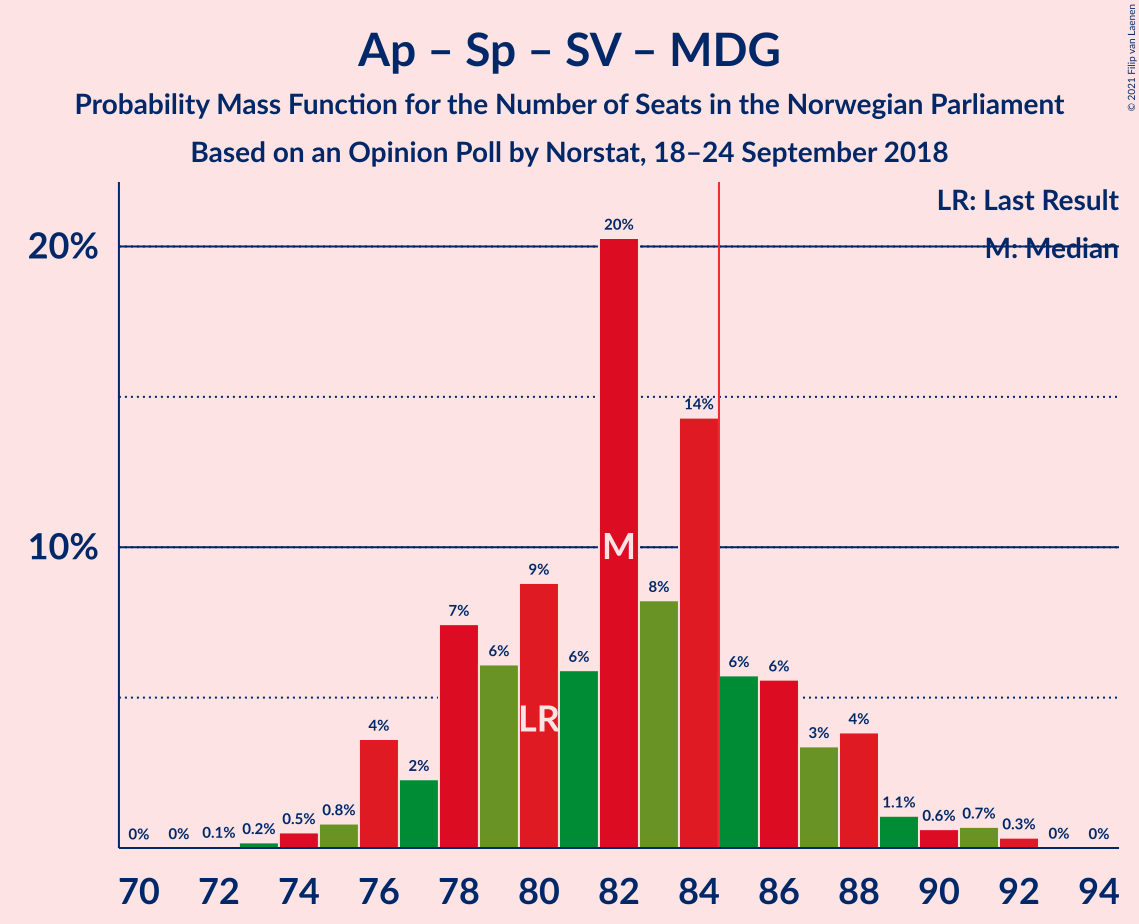 Ap – Sp – SV – MDG
Probability Mass Function for the Number of Seats in the Norwegian Parliament
Based on an Opinion Poll by Norstat, 18–24 September 2018
© 2021 Filip van Laenen
LR: Last Result
M: Median
20%
10%
0% 0% 0.1% 0.2% 0.5% 0.8% 4% 2% 7% 6% 9% 6% 20% 8% 14% 6% 6% 3% 4% 1.1% 0.6% 0.7% 0.3% 0% 0%
M
LR
70 72 74 76 78 80 82 84 86 88 90 92 94